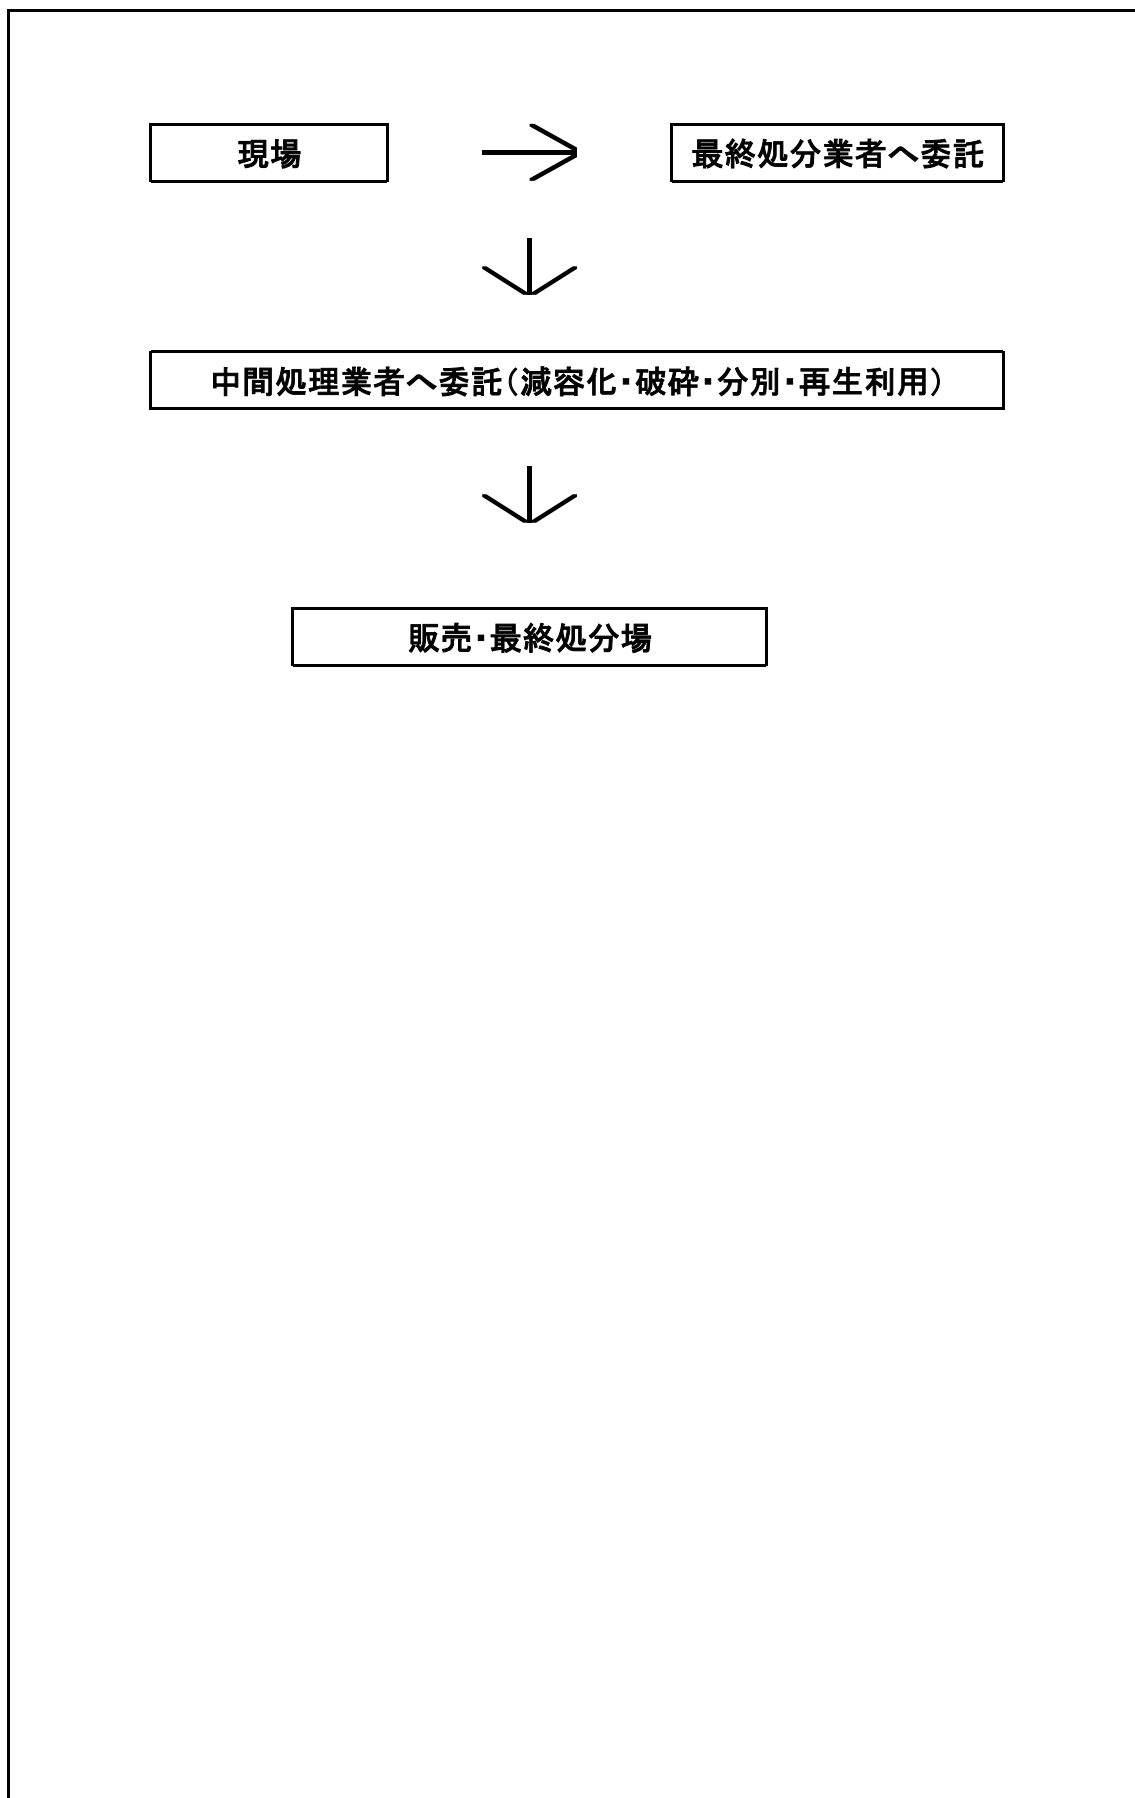 現場
最終処分業者へ委託
中間処理業者へ委託（減容化・破砕・分別・再生利用）
販売・最終処分場